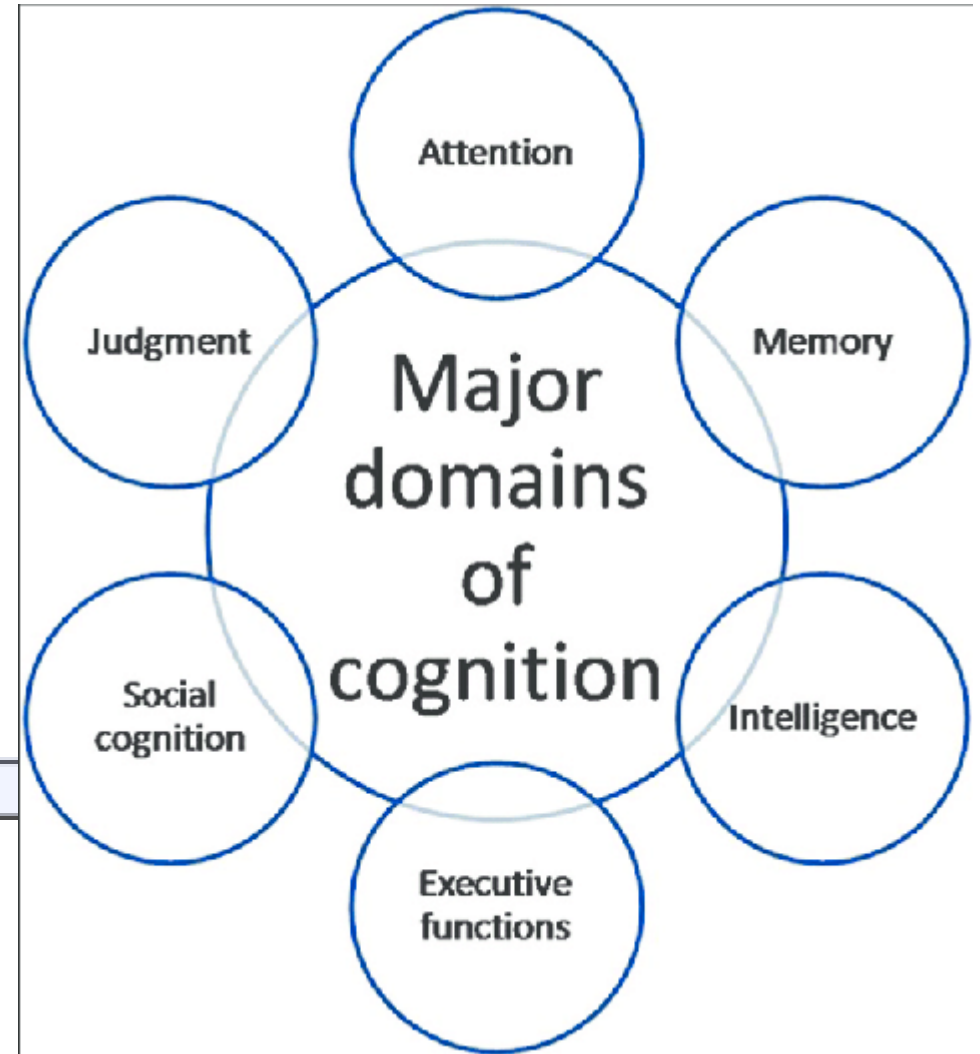 Attention
Judgment
Memory
Major
domains
of
cognition
Social
cognition
Intelligence
Executive
functions